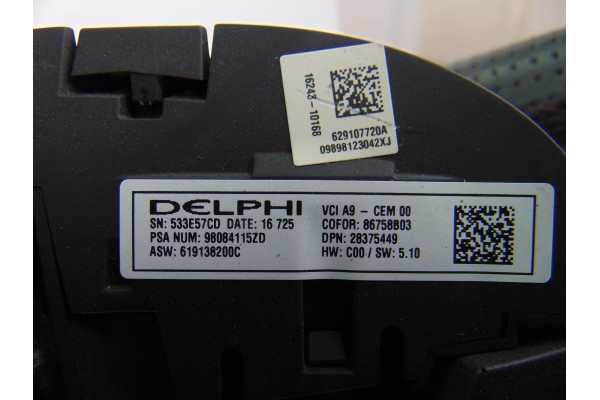 16243-10168
629107720A
09898123042XJ
DELPHI VCI A9 - CEM 00
SN: 533E57CD DATE: 16 725 COFOR: 86758B03
PSA NUM: 98084115ZD DPN: 28375449
ASW: 619138200C HW: C00 / SW: 5.10